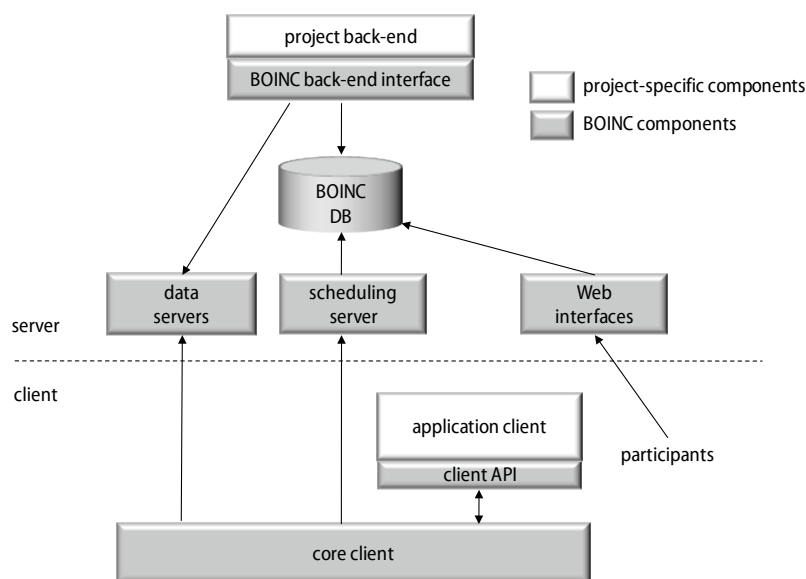 project back-end
BOINC back-end interface
project-specific components
BOINC components
BOINC
DB
data
servers
scheduling
server
Web
interfaces
server
client
application client
client API
participants
core client